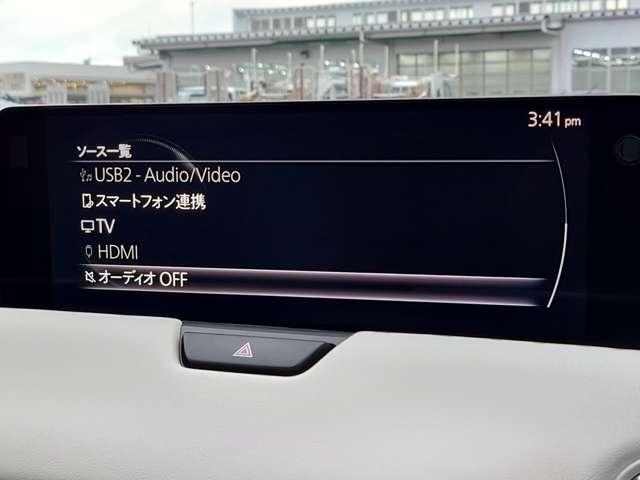 3:41 pm
ソース一覧
USB2 - Audio/Video
スマートフォン連携
TV
HDMI
オーディオ OFF